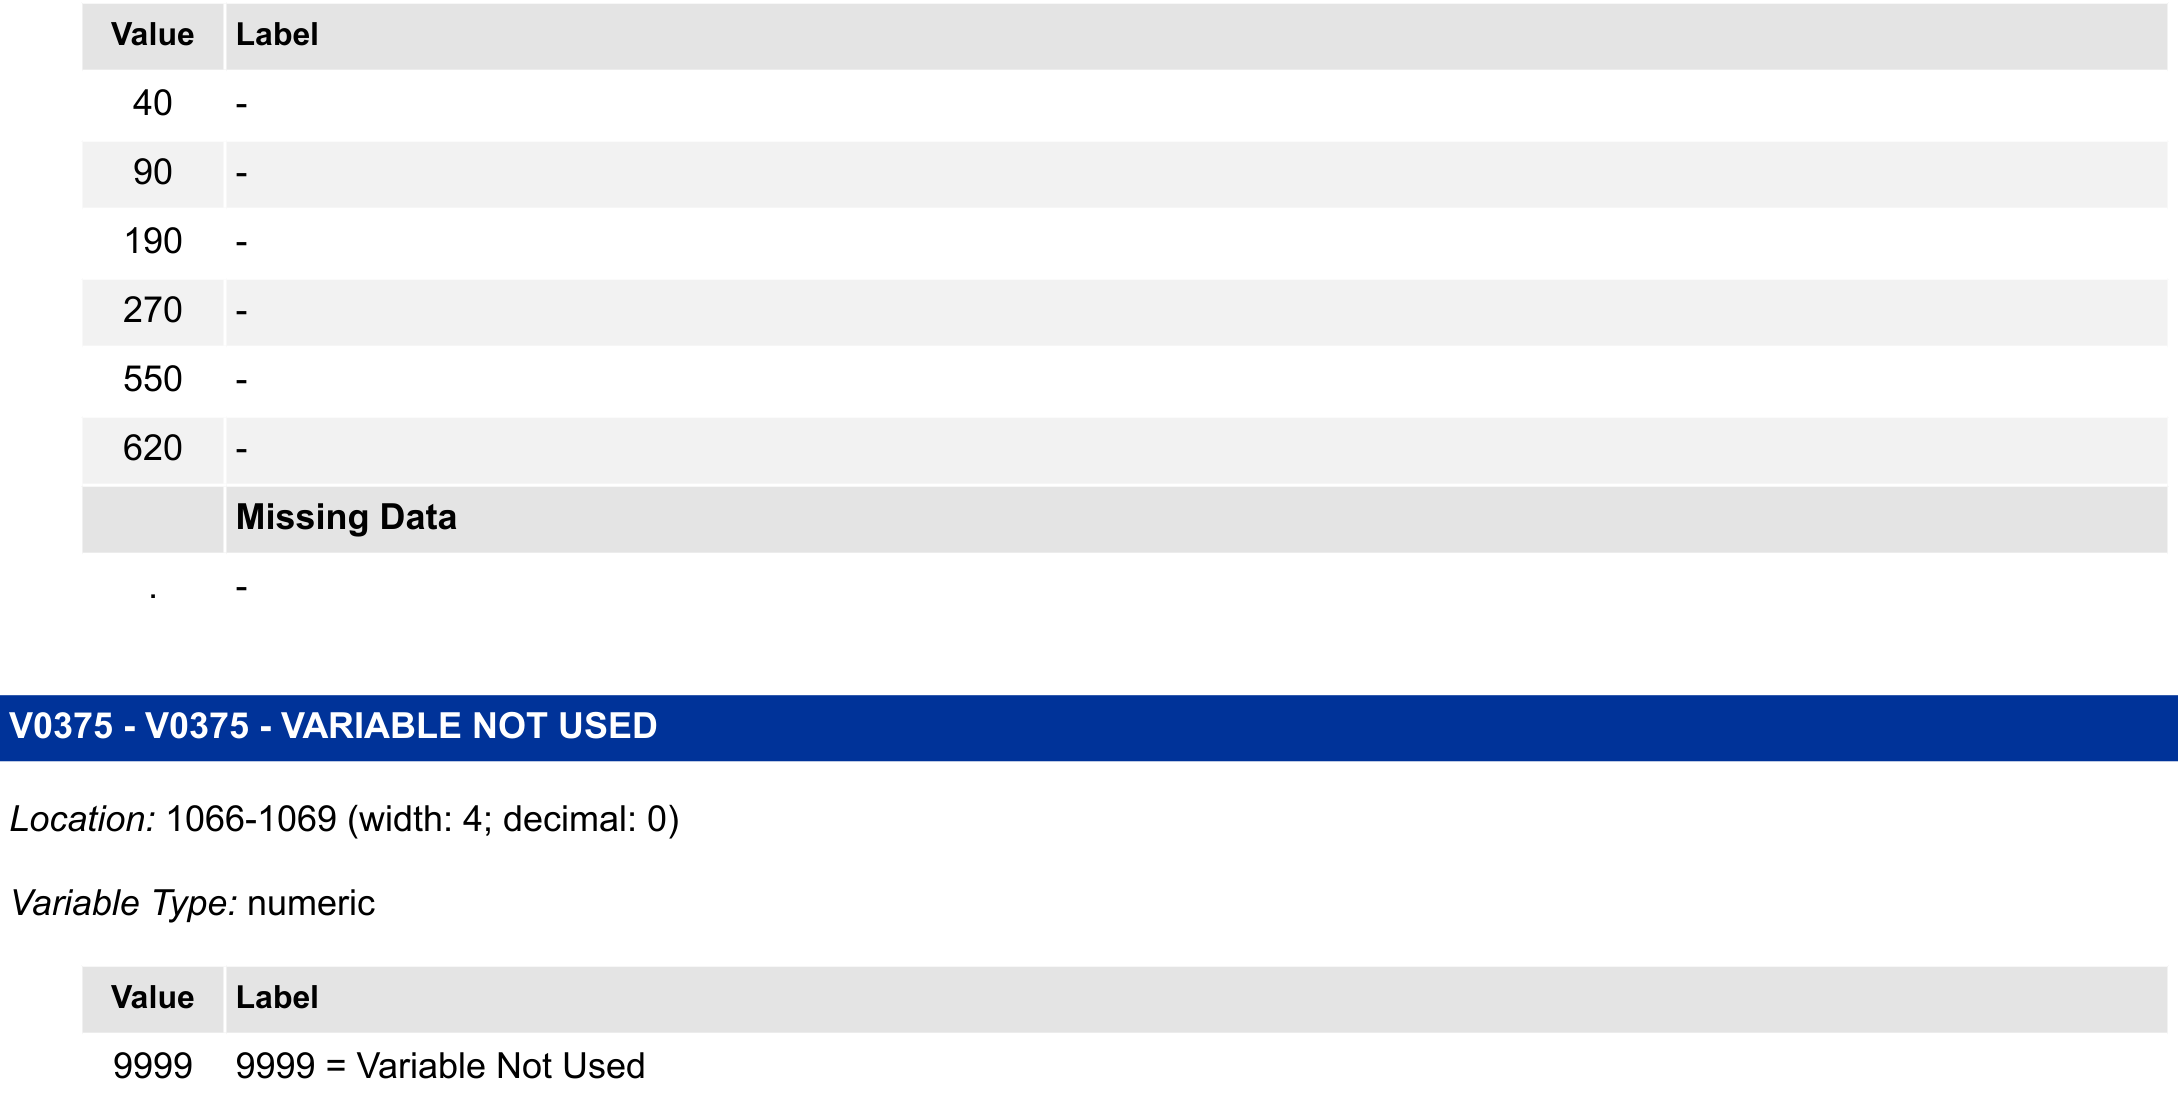 Value Label
40 -
90 -
190 -
270 -
550 -
620 -
Missing Data
. -
V0375 - V0375 - VARIABLE NOT USED
Location: 1066-1069 (width: 4; decimal: 0)
Variable Type: numeric
Value Label
9999 9999 = Variable Not Used